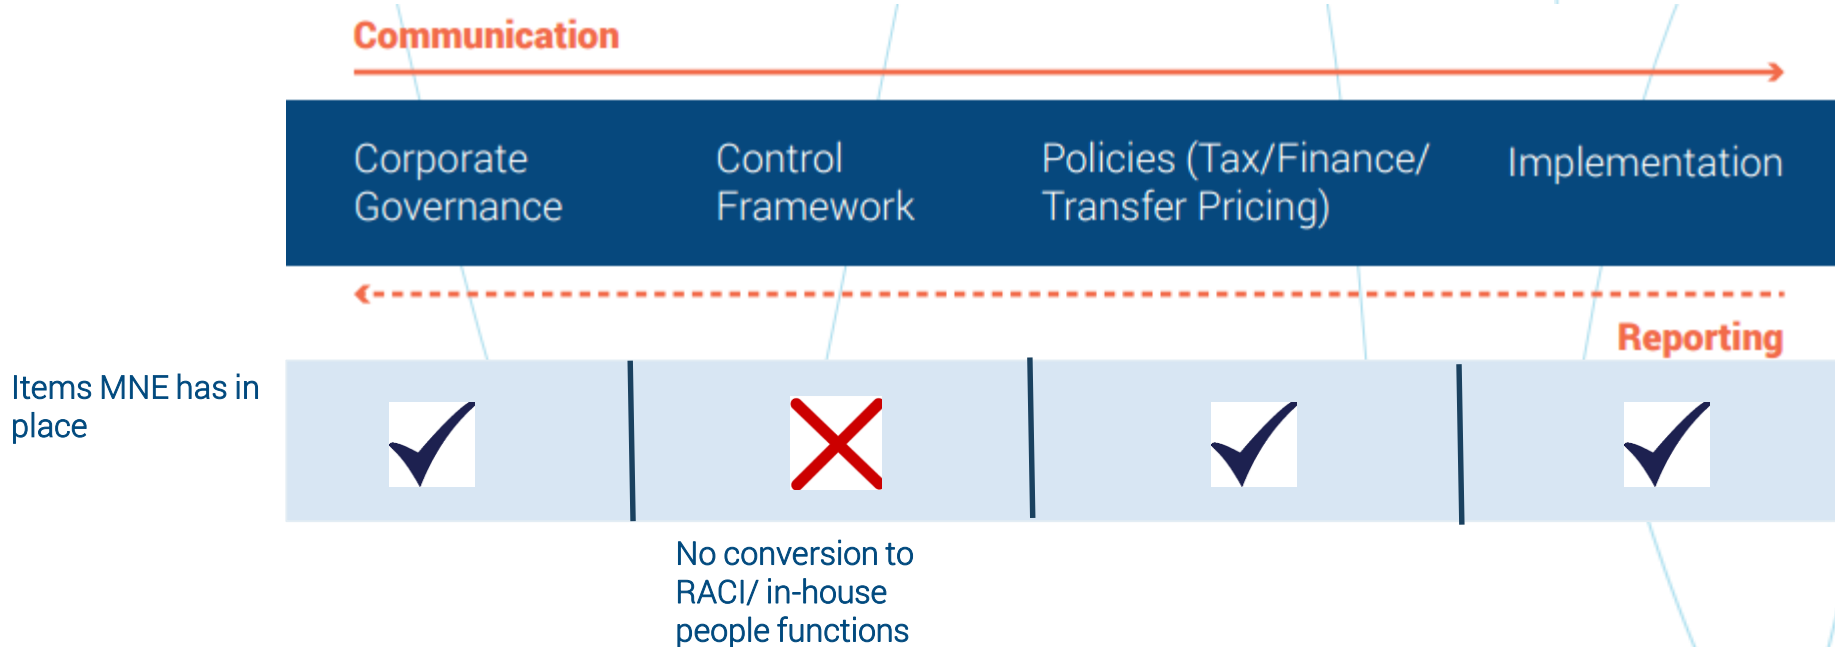 Communication
Corporate
Governance
Control
Framework
Policies (Tax/Finance/
Transfer Pricing)
Implementation
Reporting
Items MNE has in
place
No conversion to
RACI/ in-house
people functions